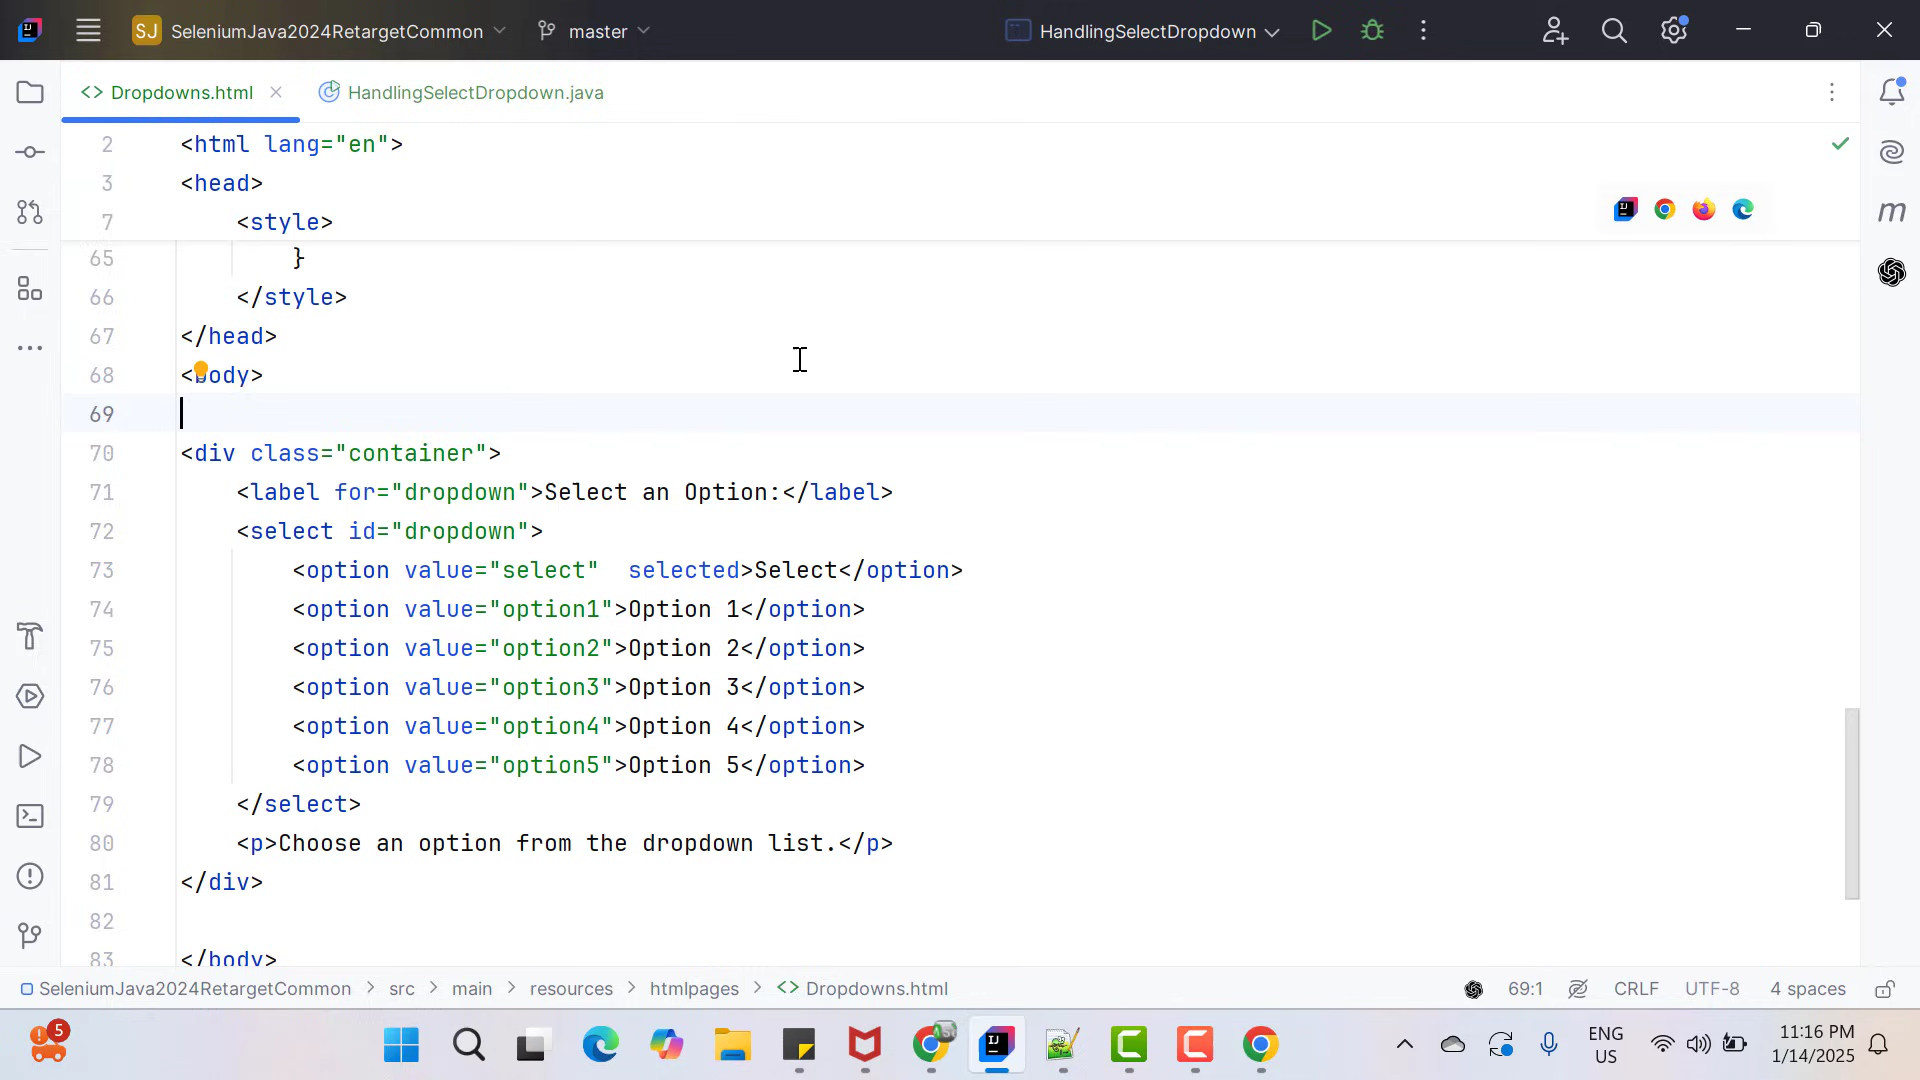 SJ SeleniumJava2024RetargetCommon master HandlingSelectDropdown
<> Dropdowns.html HandlingSelectDropdown.java
2 <html lang="en">
3 <head>
7 <style>
65 }
66 </style>
67 </head>
68 <body>
69
70 <div class="container">
71 <label for="dropdown">Select an Option:</label>
72 <select id="dropdown">
73 <option value="select"  selected>Select</option>
74 <option value="option1">Option 1</option>
75 <option value="option2">Option 2</option>
76 <option value="option3">Option 3</option>
77 <option value="option4">Option 4</option>
78 <option value="option5">Option 5</option>
79 </select>
80 <p>Choose an option from the dropdown list.</p>
81 </div>
82
83 </body>
SeleniumJava2024RetargetCommon > src > main > resources > htmlpages > <> Dropdowns.html 69:1 CRLF UTF-8 4 spaces
5
ENG
US
11:16 PM
1/14/2025